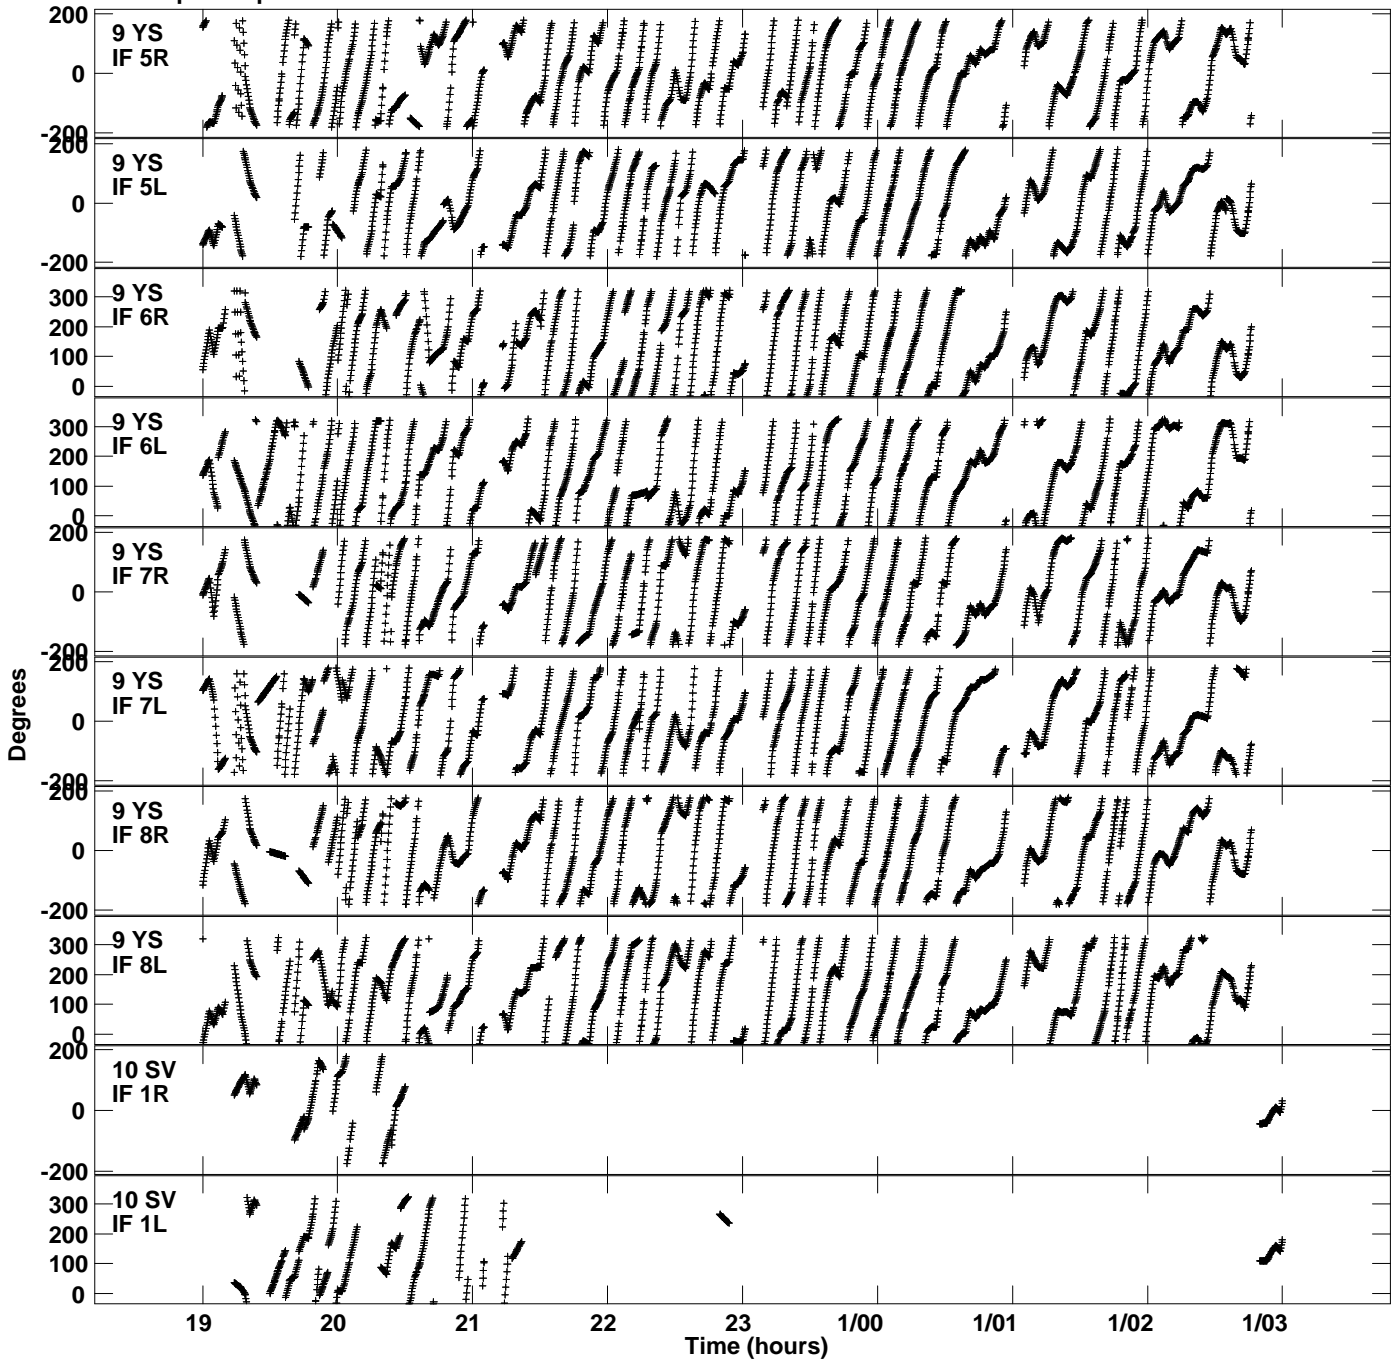 200
9 YS
IF 5R
0
-200
200
9 YS
IF 5L
0
-200
9 YS
IF 6R
300
200
100
0
9 YS
IF 6L
300
200
100
0
200
9 YS
IF 7R
0
-200
200
9 YS
IF 7L
0
-200
200
9 YS
IF 8R
0
-200
9 YS
IF 8L
300
200
100
0
200
10 SV
IF 1R
0
-200
10 SV
IF 1L
300
200
100
0
Degrees
19 20 21 22 23 1/00 1/01 1/02 1/03
Time (hours)